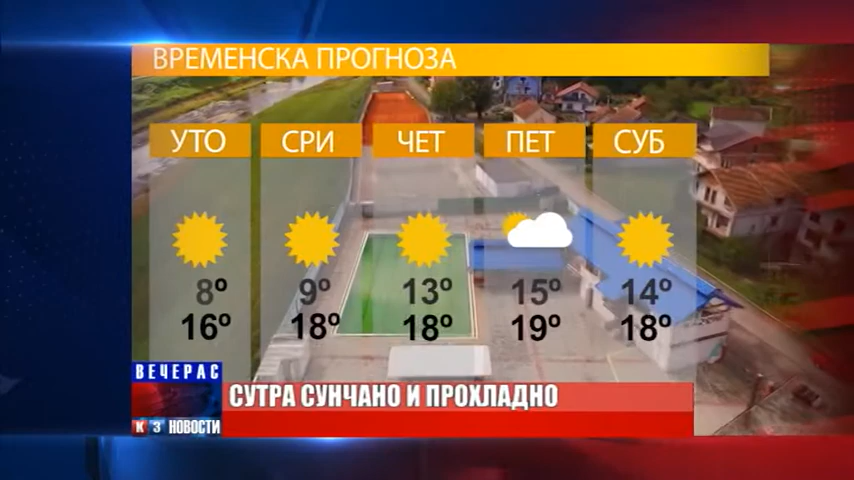 ВРЕМЕНСКА ПРОГНОЗА
УТО СРИ ЧЕТ ПЕТ СУБ
8º 9º 13º 15º 14º
16º 18º 18º 19º 18º
ВЕЧЕРАС
СУТРА СУНЧАНО И ПРОХЛАДНО
К 3 НОВОСТИ